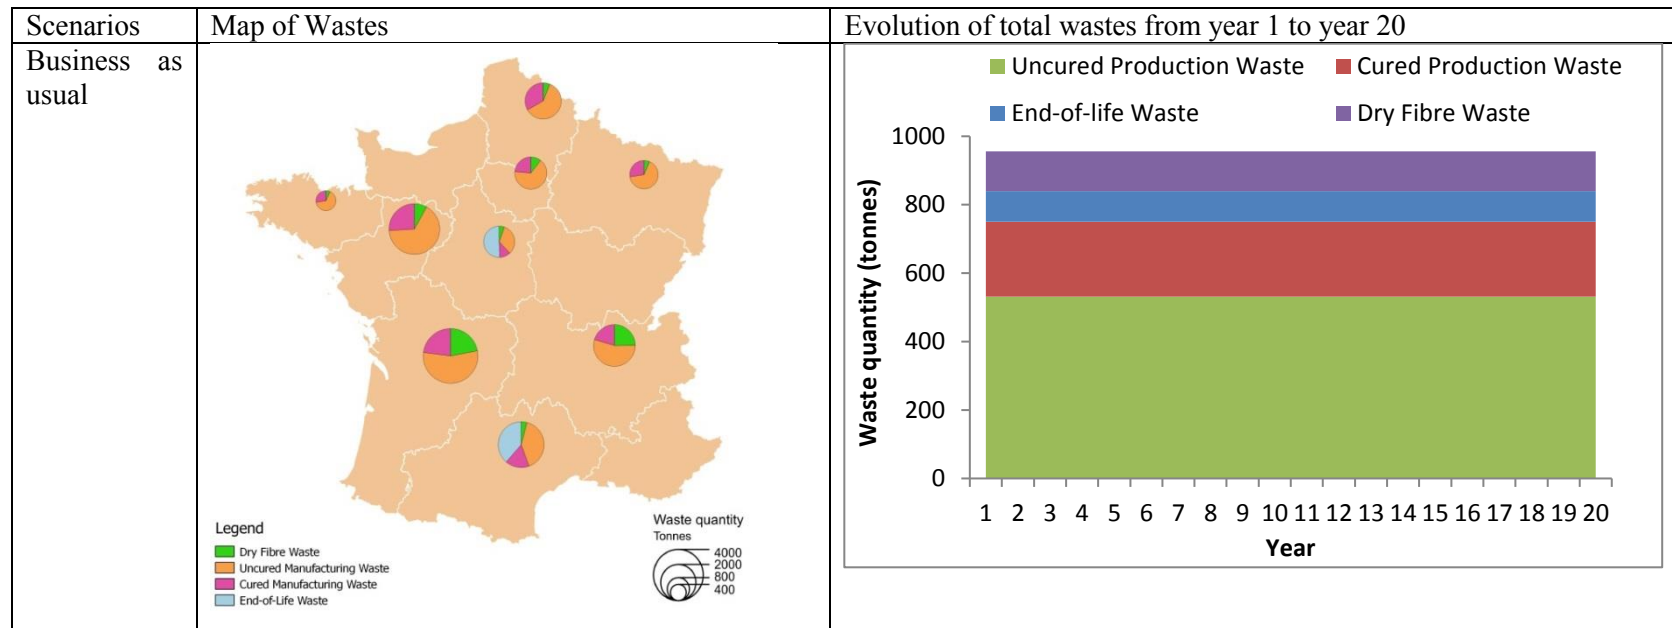 Scenarios
Map of Wastes
Evolution of total wastes from year 1 to year 20
Business as
usual
Legend
Dry Fibre Waste
Uncured Manufacturing Waste
Cured Manufacturing Waste
End-of-Life Waste
Waste quantity
Tonnes
4000
2000
800
400
Uncured Production Waste
Cured Production Waste
End-of-life Waste
Dry Fibre Waste
Waste quantity (tonnes)
1000
800
600
400
200
0
1 2 3 4 5 6 7 8 9 10 11 12 13 14 15 16 17 18 19 20
Year